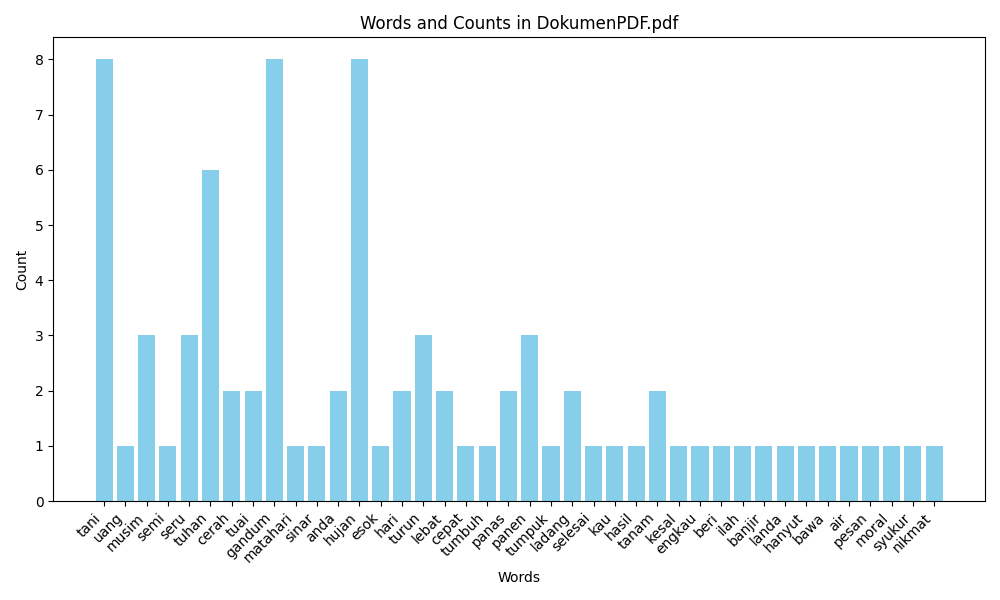 Words and Counts in DokumenPDF.pdf
8
7
6
5
4
3
2
1
0
Count
tani
uang
musim
semi
seru
tuhan
cerah
tuai
gandum
matahari
sinar
anda
hujan
esok
hari
turun
lebat
cepat
tumbuh
panas
panen
tumpuk
ladang
selesai
kau
hasil
tanam
kesal
engkau
beri
ilah
banjir
landa
hanyut
bawa
air
pesan
moral
syukur
nikmat
Words